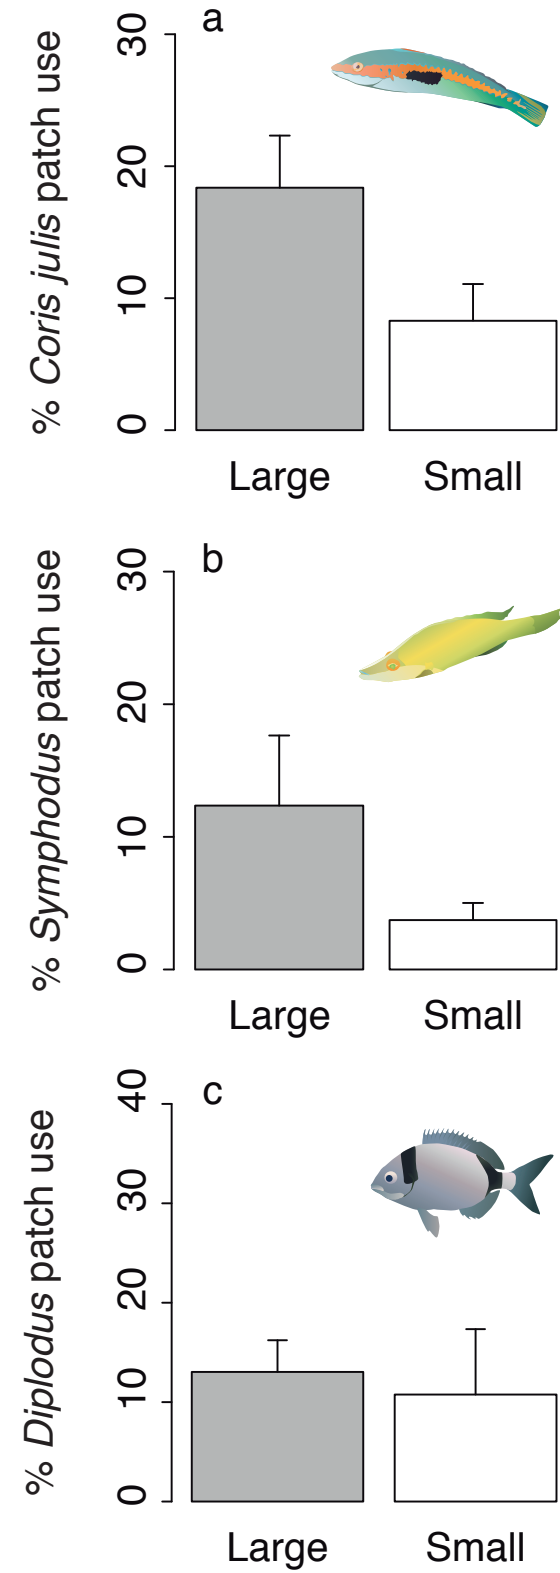 a
% Coris julis patch use
30
20
10
0
Large Small
b
% Symphodus patch use
30
20
10
0
Large Small
c
% Diplodus patch use
40
30
20
10
0
Large Small